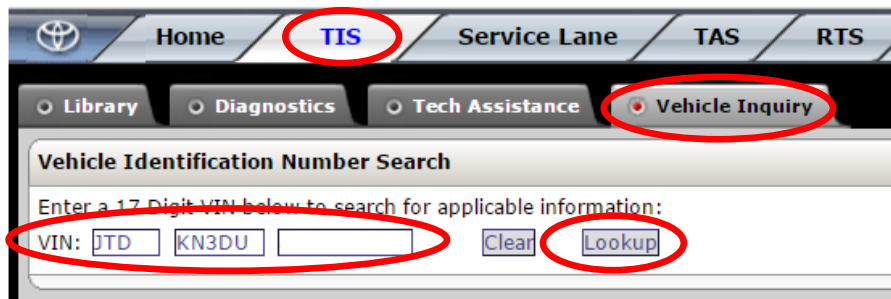 Home TIS Service Lane TAS RTS
Library Diagnostics Tech Assistance Vehicle Inquiry
Vehicle Identification Number Search
Enter a 17 Digit VIN below to search for applicable information:
VIN: JTD KN3DU Clear Lookup